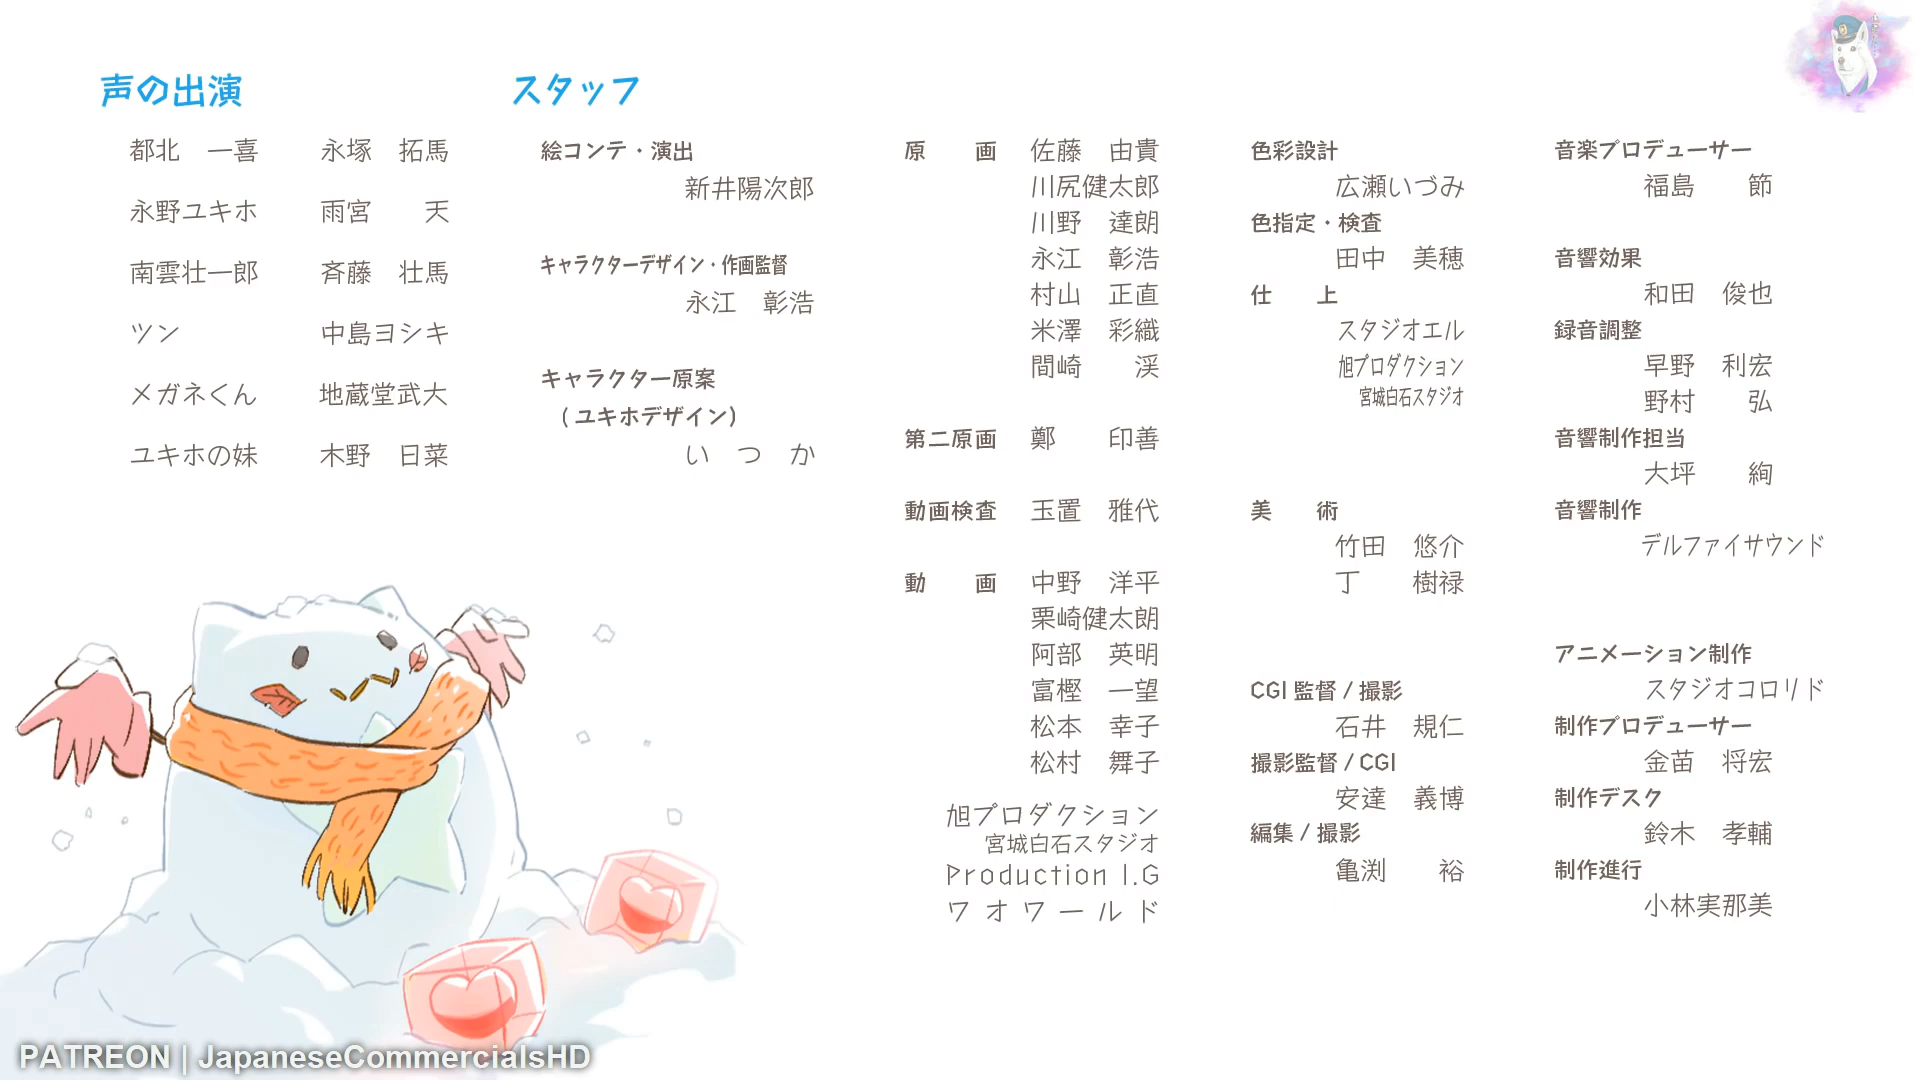 声の出演
都北　一喜　永塚　拓馬
永野ユキホ　雨宮　天
南雲壮一郎　斉藤　壮馬
ツン　中島ヨシキ
メガネくん　地蔵堂武大
ユキホの妹　木野　日菜
スタッフ
絵コンテ・演出
新井陽次郎
キャラクターデザイン・作画監督
永江　彰浩
キャラクター原案
(ユキホデザイン)
いつか
原画　佐藤　由貴
川尻健太郎
川野　達朗
永江　彰浩
村山　正直
米澤　彩織
間崎　渓
第二原画　鄭　印善
動画検査　玉置　雅代
動画　中野　洋平
栗崎健太朗
阿部　英明
富樫　一望
松本　幸子
松村　舞子
旭プロダクション
宮城白石スタジオ
Production I.G
ワオワールド
色彩設計
広瀬いづみ
色指定・検査
田中　美穂
仕上
スタジオエル
旭プロダクション
宮城白石スタジオ
美術
竹田　悠介
丁　樹禄
CGI 監督 / 撮影
石井　規仁
撮影監督 / CGI
安達　義博
編集 / 撮影
亀渕　裕
音楽プロデューサー
福島　節
音響効果
和田　俊也
録音調整
早野　利宏
野村　弘
音響制作担当
大坪　絢
音響制作
デルファイサウンド
アニメーション制作
スタジオコロリド
制作プロデューサー
金苗　将宏
制作デスク
鈴木　孝輔
制作進行
小林実那美
PATREON | JapaneseCommercialsHD